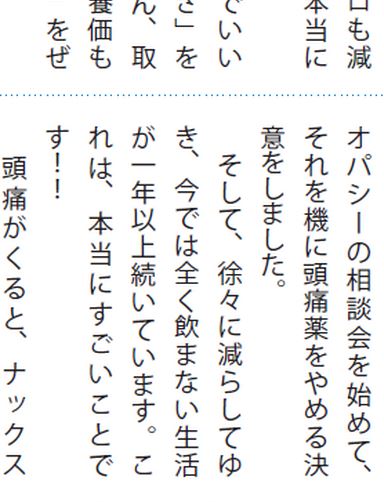 も減
本当に
でいい
」を
ん、取
養価も
をぜ
オパシーの相談会を始めて、
それを機に頭痛薬をやめる決
意をしました。
そして、徐々に減らしてゆ
き、今では全く飲まない生活
が一年以上続いています。こ
れは、本当にすごいことで
す！！
頭痛がくると、ナックス